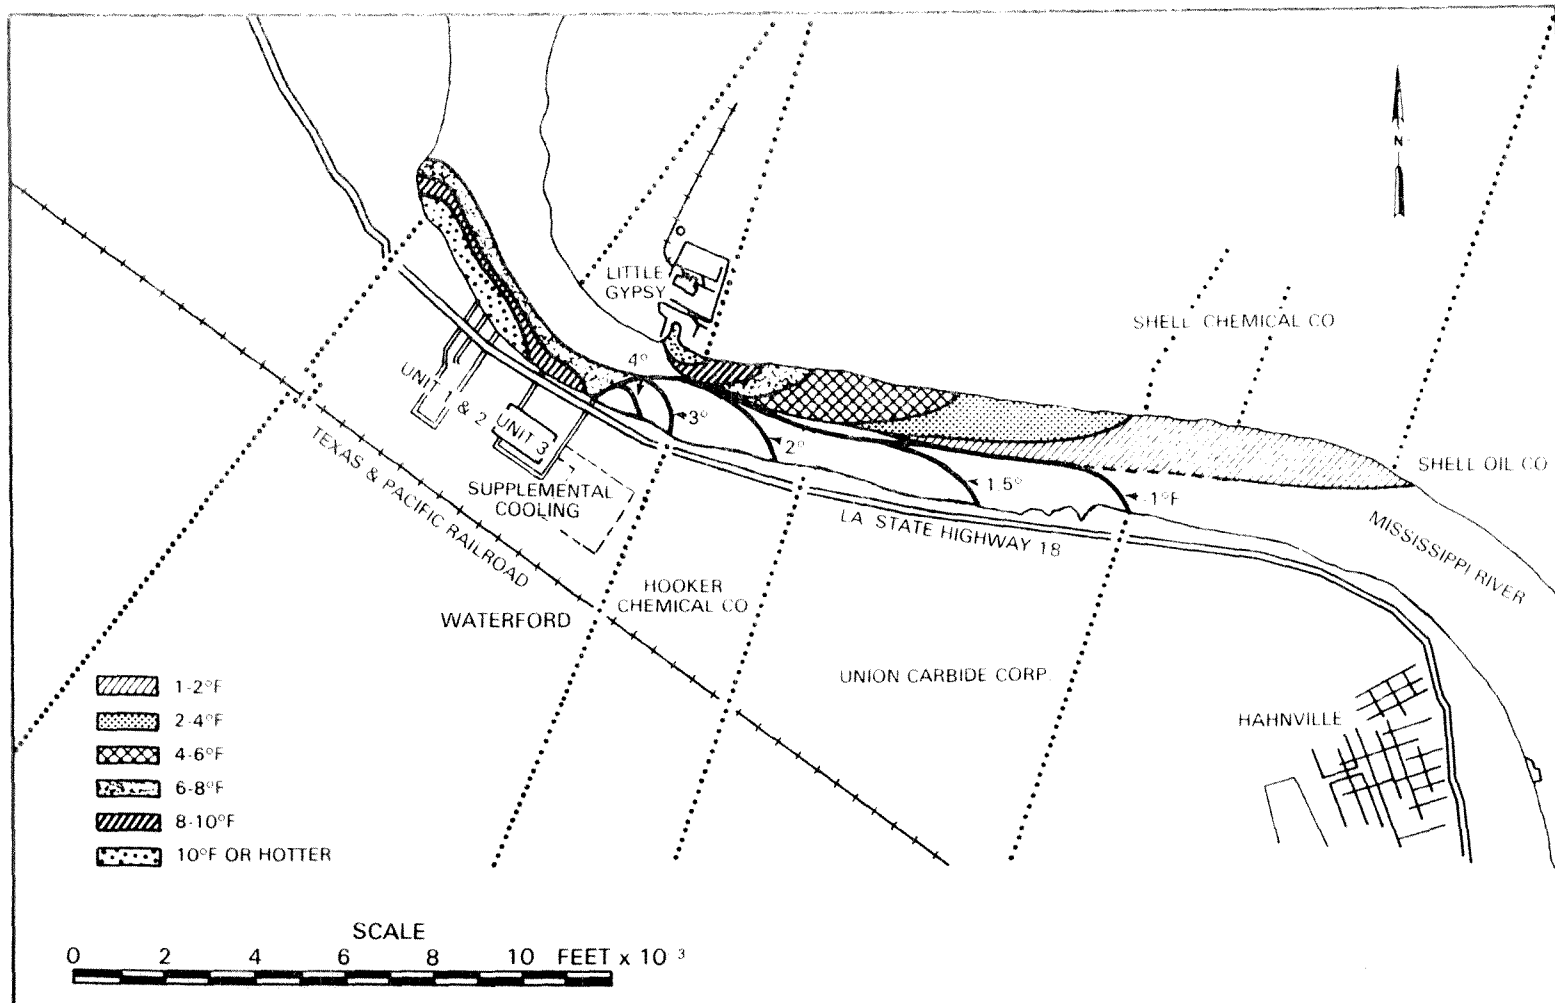 N
LITTLE
GYPSY
SHELL CHEMICAL CO
4°
3°
2°
1.5°
1°F
UNIT 1 & 2
UNIT 3
SUPPLEMENTAL
COOLING
SHELL OIL CO
MISSISSIPPI RIVER
LA STATE HIGHWAY 18
TEXAS & PACIFIC RAILROAD
HOOKER
CHEMICAL CO
WATERFORD
UNION CARBIDE CORP.
HAHNVILLE
1-2°F
2-4°F
4-6°F
6-8°F
8-10°F
10°F OR HOTTER
SCALE
0 2 4 6 8 10 FEET x 10 3